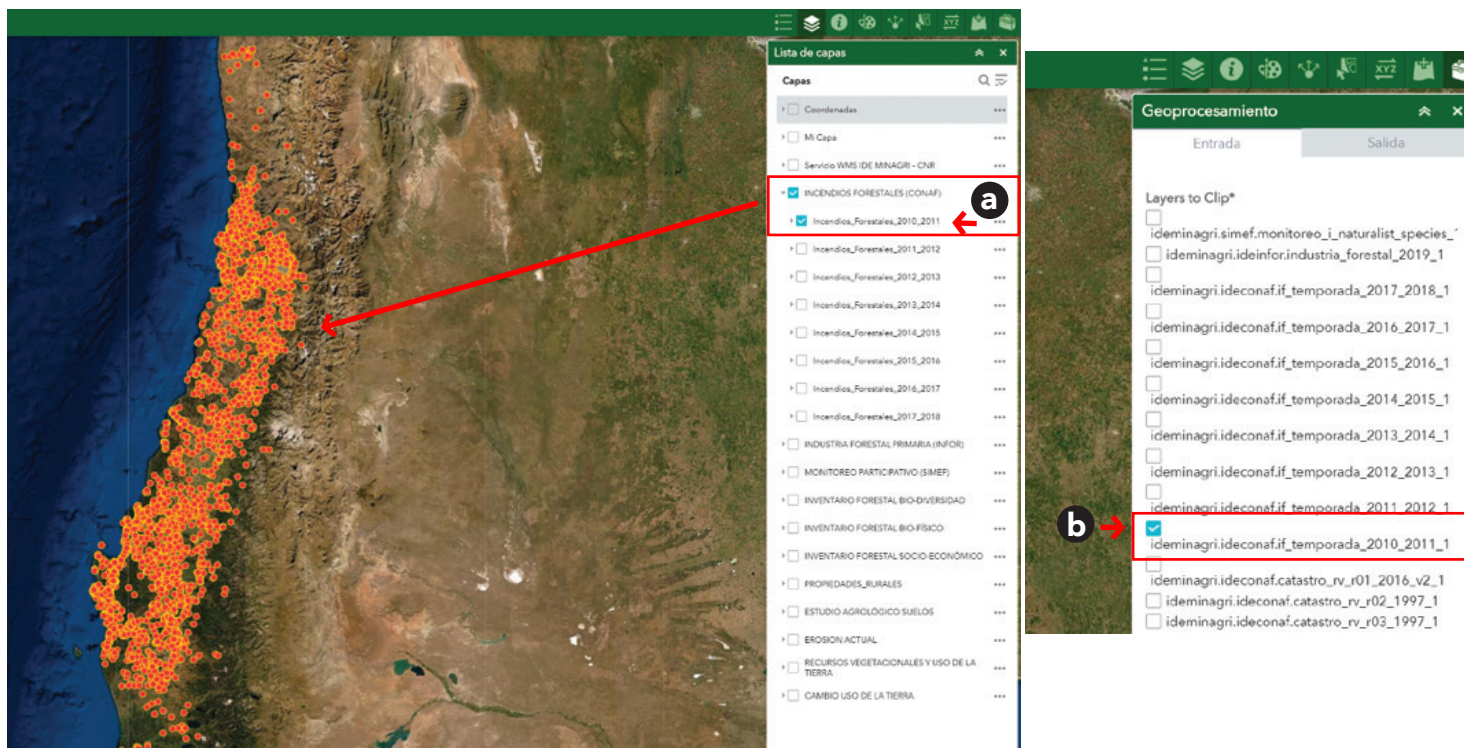 XYZ
Lista de capas
Capas
Coordenadas
Mi Capa
Servicio WMS IDE MINAGRI - CNR
INCENDIOS FORESTALES (CONAF)
a
Incendios_Forestales_2010_2011
Incendios_Forestales_2011_2012
Incendios_Forestales_2012_2013
Incendios_Forestales_2013_2014
Incendios_Forestales_2014_2015
Incendios_Forestales_2015_2016
Incendios_Forestales_2016_2017
Incendios_Forestales_2017_2018
INDUSTRIA FORESTAL PRIMARIA (INFOR)
MONITOREO PARTICIPATIVO (SIMEF)
INVENTARIO FORESTAL BIO-DIVERSIDAD
INVENTARIO FORESTAL BIO-FÍSICO
INVENTARIO FORESTAL SOCIO-ECONÓMICO
PROPIEDADES_RURALES
ESTUDIO AGROLÓGICO SUELOS
EROSION ACTUAL
RECURSOS VEGETACIONALES Y USO DE LA
TIERRA
CAMBIO USO DE LA TIERRA
XYZ
Geoprocesamiento
Entrada Salida
Layers to Clip*
ideminagri.simef.monitoreo_i_naturalist_species_
ideminagri.ideinfor.industria_forestal_2019_1
ideminagri.ideconaf.if_temporada_2017_2018_1
ideminagri.ideconaf.if_temporada_2016_2017_1
ideminagri.ideconaf.if_temporada_2015_2016_1
ideminagri.ideconaf.if_temporada_2014_2015_1
ideminagri.ideconaf.if_temporada_2013_2014_1
ideminagri.ideconaf.if_temporada_2012_2013_1
ideminagri.ideconaf.if_temporada_2011_2012_1
b
ideminagri.ideconaf.if_temporada_2010_2011_1
ideminagri.ideconaf.catastro_rv_r01_2016_v2_1
ideminagri.ideconaf.catastro_rv_r02_1997_1
ideminagri.ideconaf.catastro_rv_r03_1997_1